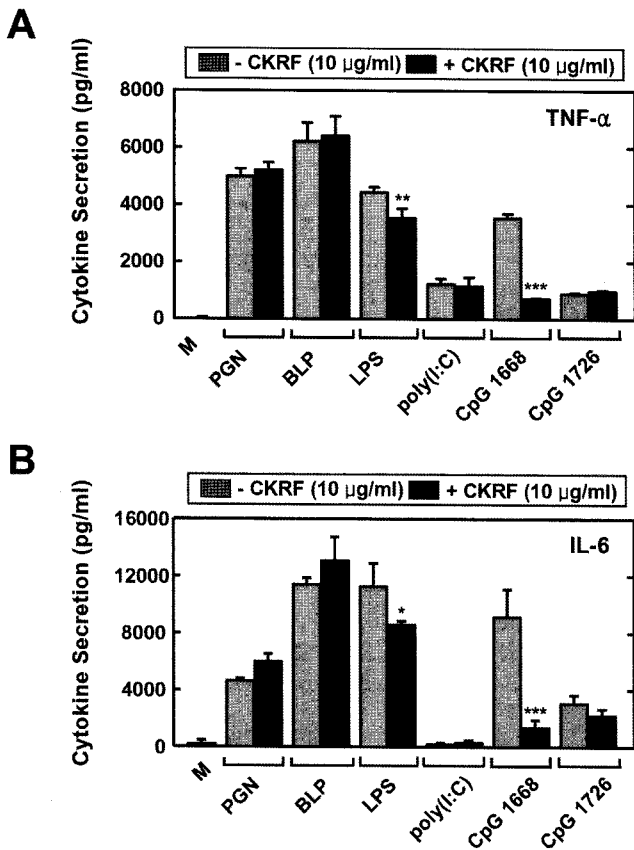 A
- CKRF (10 µg/ml) + CKRF (10 µg/ml)
Cytokine Secretion (pg/ml)
8000
6000
4000
2000
0
TNF-α
**
***
M
PGN
BLP
LPS
poly(I:C)
CpG 1668
CpG 1726
B
- CKRF (10 µg/ml) + CKRF (10 µg/ml)
Cytokine Secretion (pg/ml)
16000
12000
8000
4000
0
IL-6
*
***
M
PGN
BLP
LPS
poly(I:C)
CpG 1668
CpG 1726